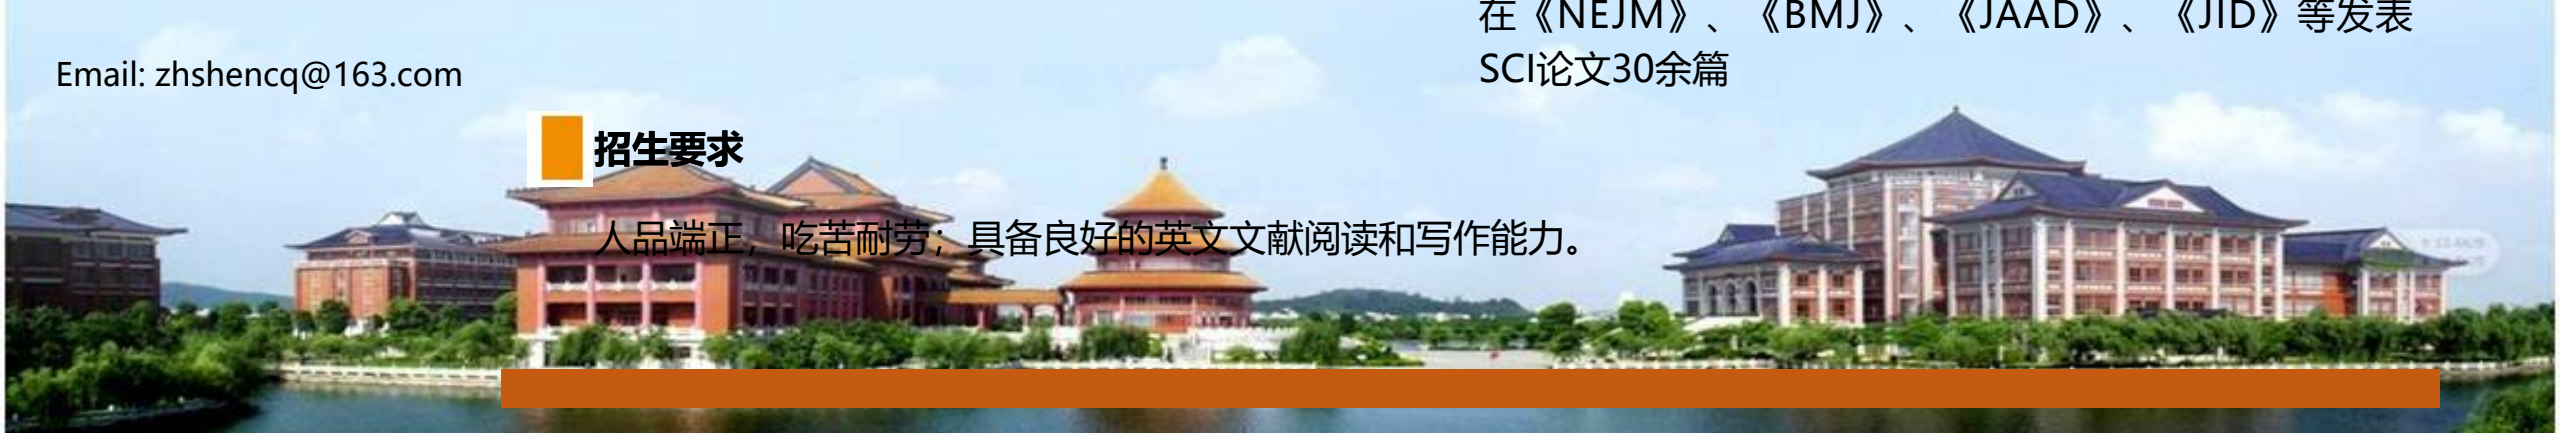 在《NEJM》、《BMJ》、《JAAD》、《JID》等发表
SCI论文30余篇
Email: zhshencq@163.com
招生要求
人品端正，吃苦耐劳；具备良好的英文文献阅读和写作能力。